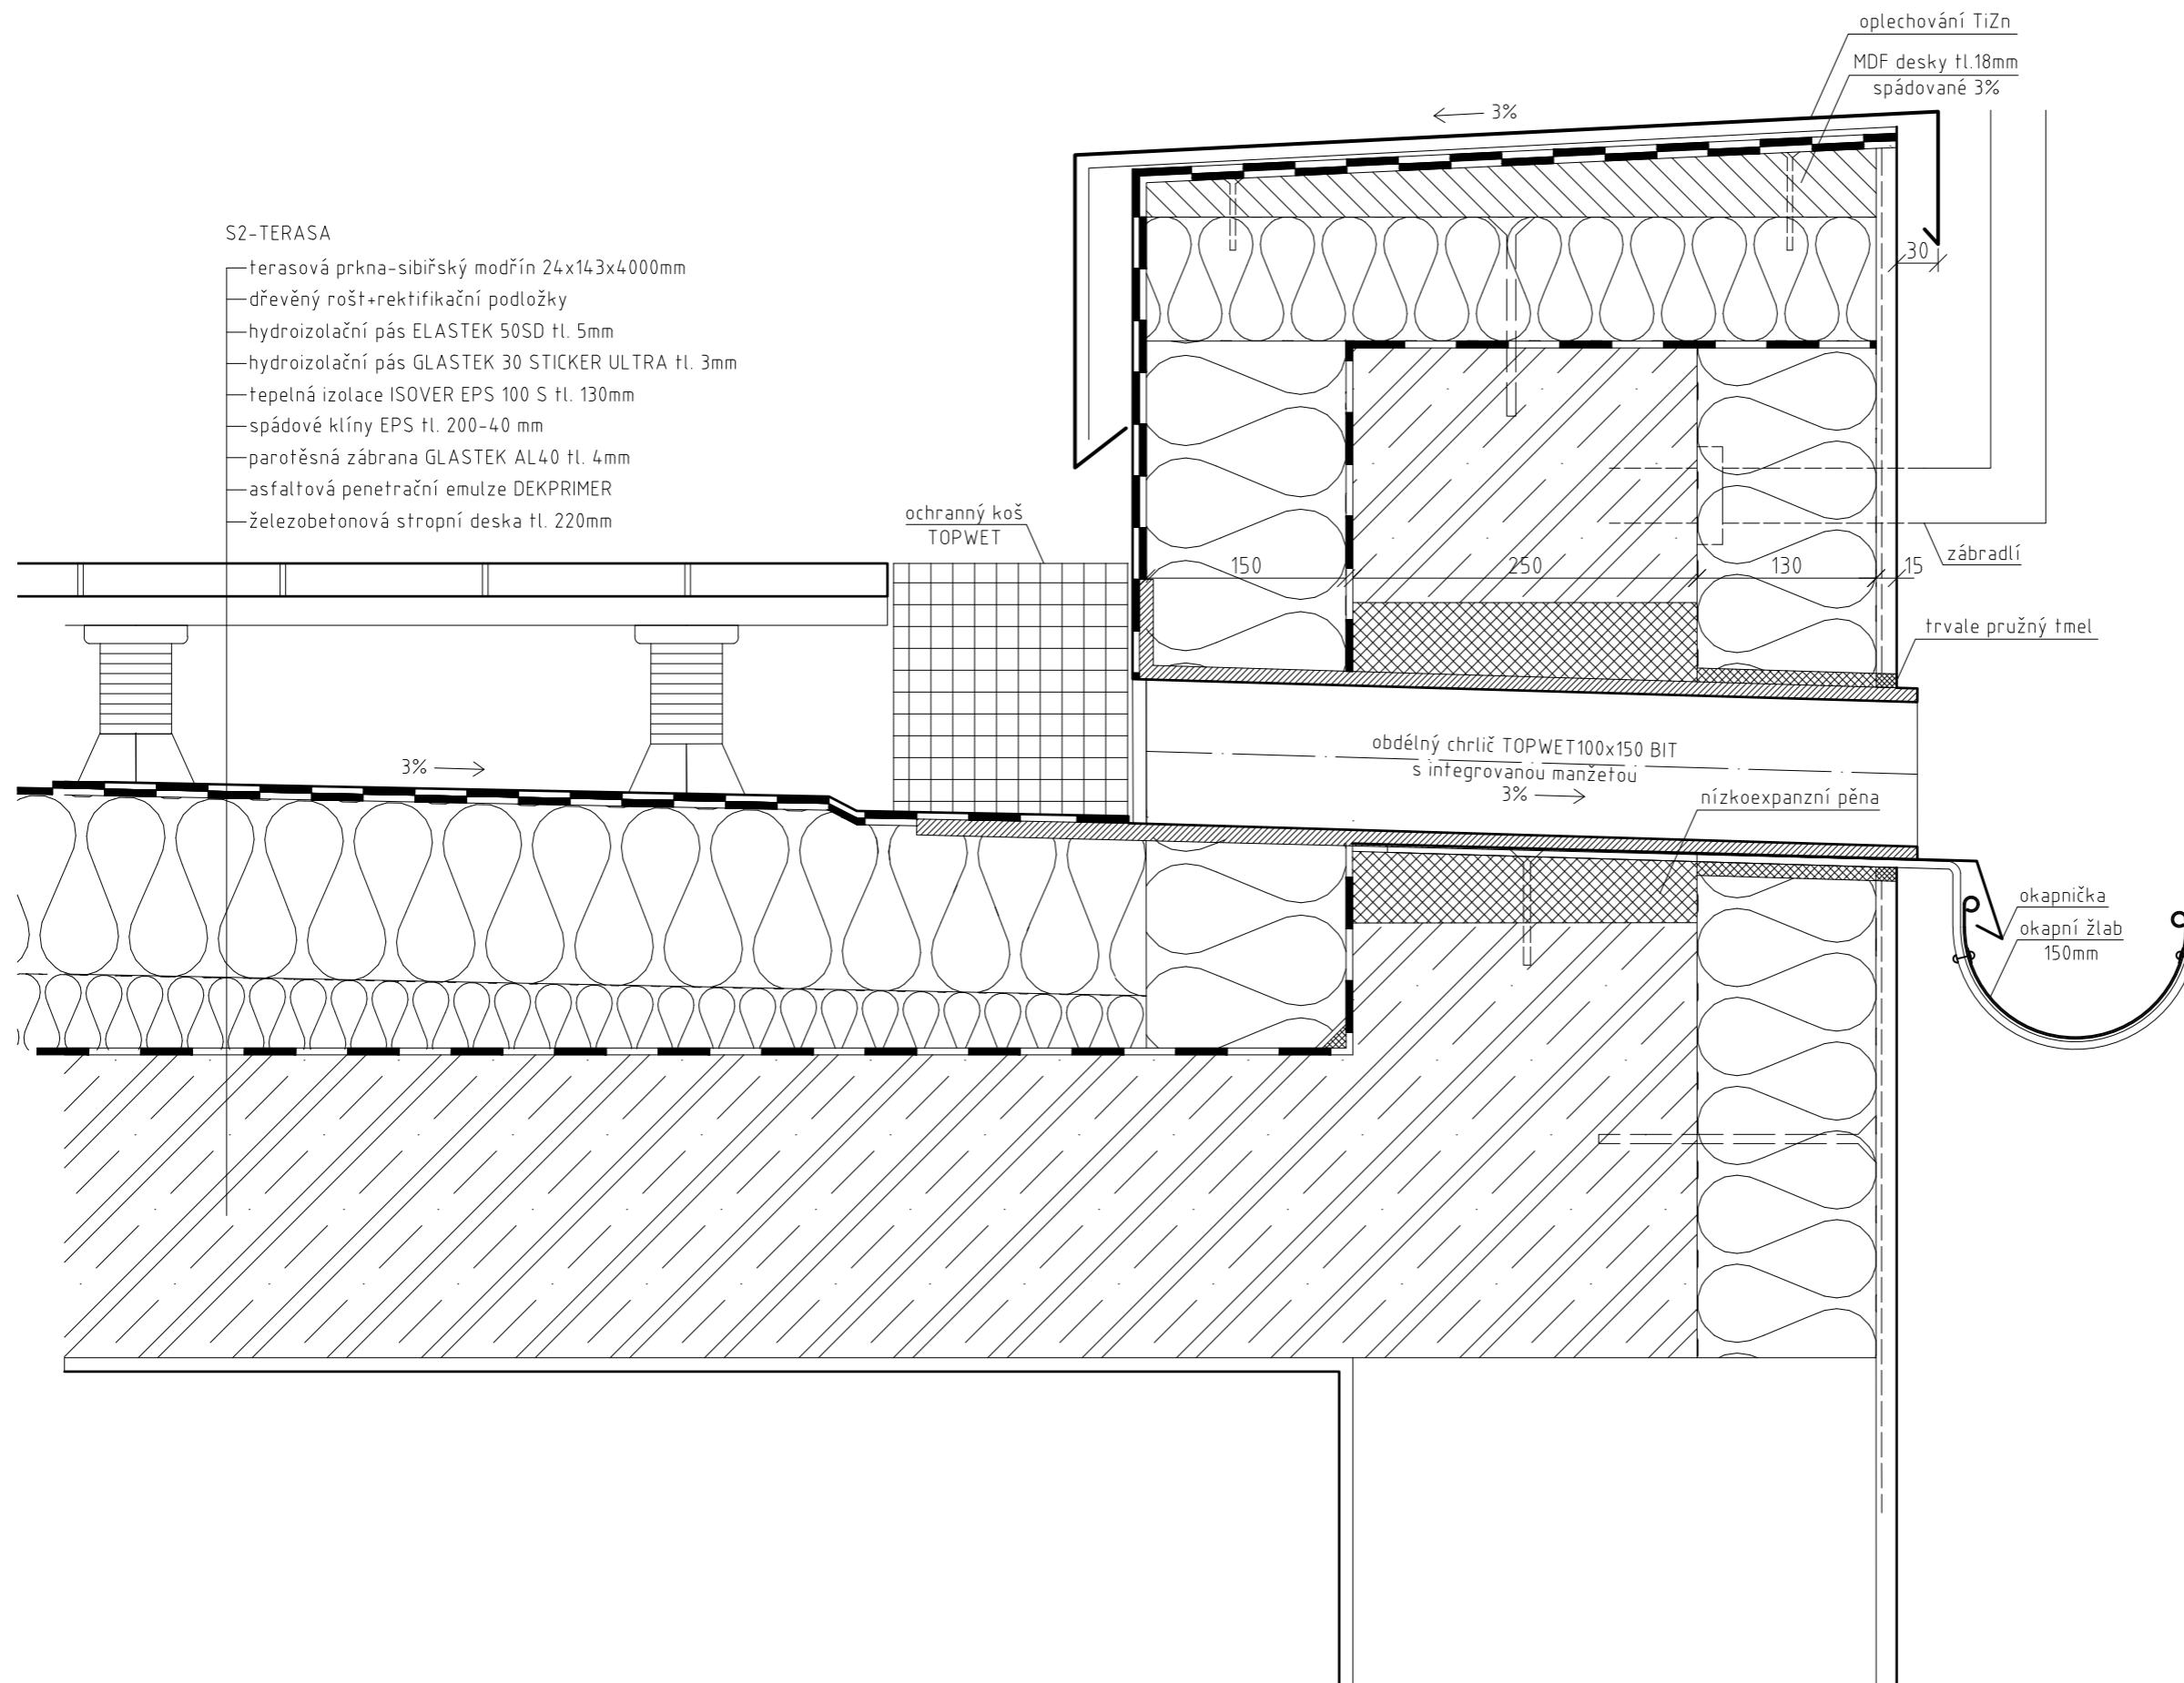 oplechování TiZn
MDF desky tl.18mm
spádované 3%
3%
30
S2-TERASA
terasová prkna-sibiřský modřín 24x143x4000mm
dřevěný rošt+rektifikační podložky
hydroizolační pás ELASTEK 50SD tl. 5mm
hydroizolační pás GLASTEK 30 STICKER ULTRA tl. 3mm
tepelná izolace ISOVER EPS 100 S tl. 130mm
spádové klíny EPS tl. 200-40 mm
parotěsná zábrana GLASTEK AL40 tl. 4mm
asfaltová penetrační emulze DEKPRIMER
železobetonová stropní deska tl. 220mm
ochranný koš
TOPWET
150
250
130
15
zábradlí
trvale pružný tmel
3%
obdélný chrlič TOPWET100x150 BIT
s integrovanou manžetou
3%
nízkoexpanzní pěna
okapnička
okapní žlab
150mm